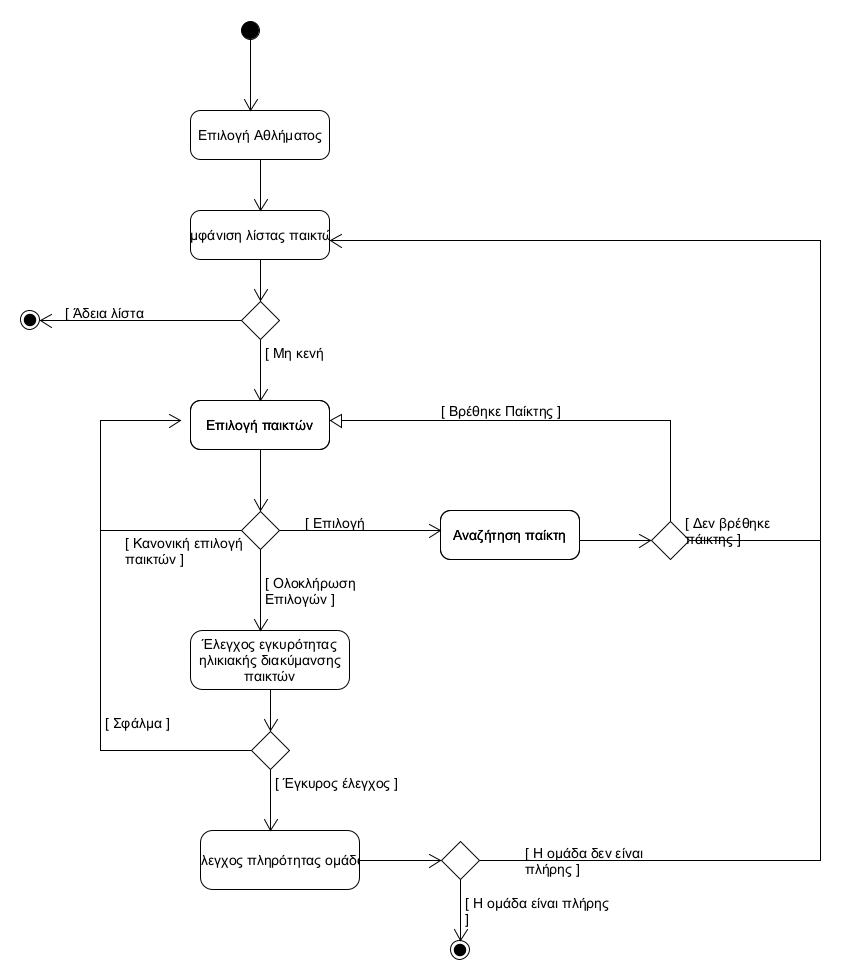 Επιλογή Αθλήματος
μφάνιση λίστας παικτώ
[ Άδεια λίστα
[ Μη κενή
[ Βρέθηκε Παίκτης ]
Επιλογή παικτών
[ Επιλογή
Αναζήτηση παίκτη
[ Δεν βρέθηκε
πάικτης ]
[ Κανονική επιλογή
παικτών ]
[ Ολοκλήρωση
Επιλογών ]
Έλεγχος εγκυρότητας
ηλικιακής διακύμανσης
παικτών
[ Σφάλμα ]
[ Έγκυρος έλεγχος ]
λεγχος πληρότητας ομάδα
[ Η ομάδα δεν είναι
πλήρης ]
[ Η ομάδα είναι πλήρης
]